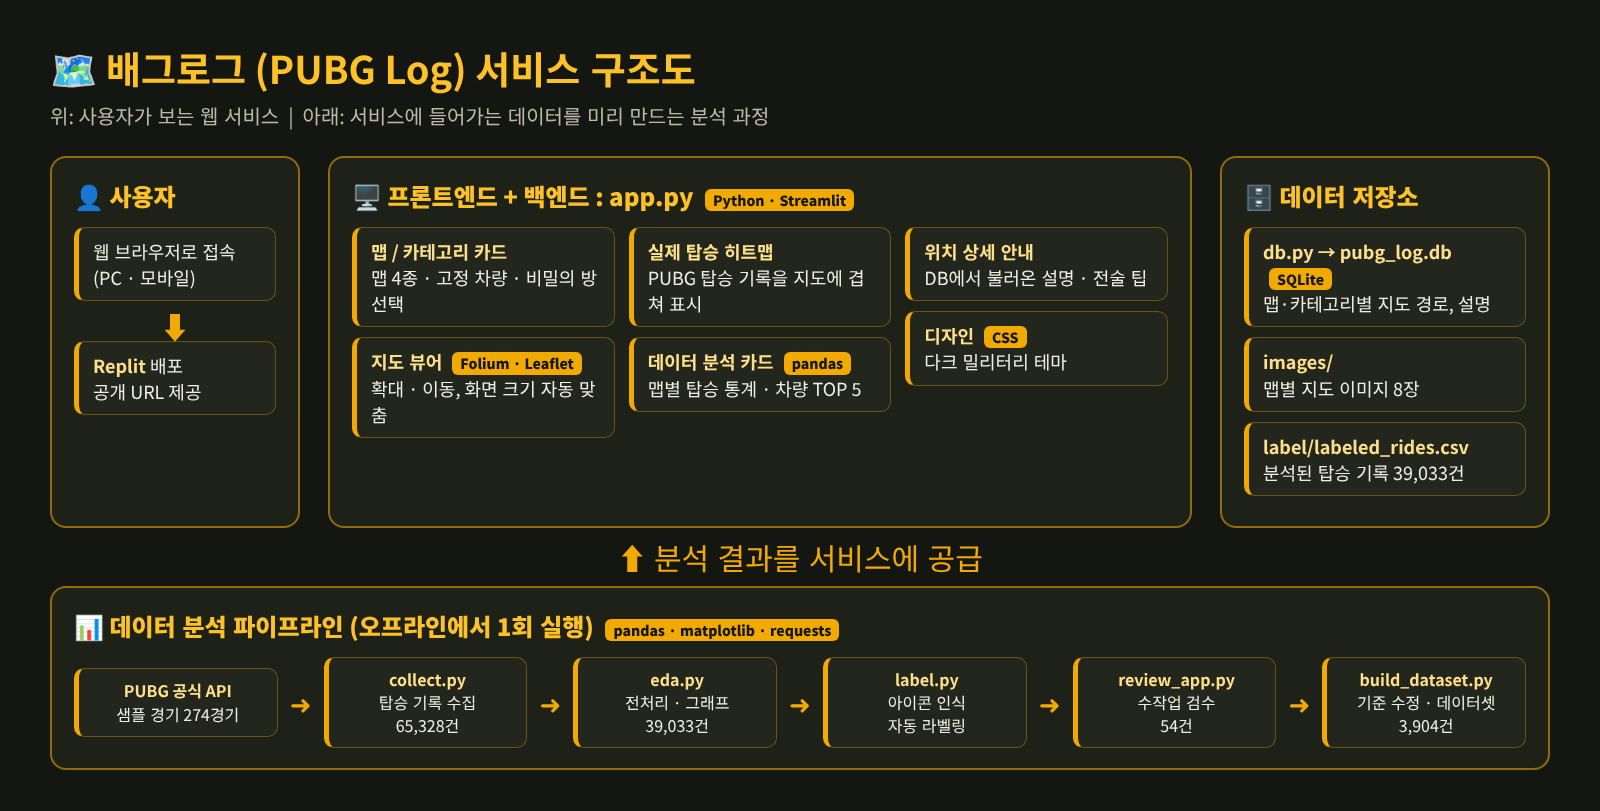 🗺️ 배그로그 (PUBG Log) 서비스 구조도
위: 사용자가 보는 웹 서비스 | 아래: 서비스에 들어가는 데이터를 미리 만드는 분석 과정
👤 사용자
웹 브라우저로 접속
(PC · 모바일)
⬇
Replit 배포
공개 URL 제공
🖥️ 프론트엔드 + 백엔드 : app.py Python · Streamlit
맵 / 카테고리 카드
맵 4종 · 고정 차량 · 비밀의 방
선택
지도 뷰어 Folium · Leaflet
확대 · 이동, 화면 크기 자동 맞
춤
실제 탑승 히트맵
PUBG 탑승 기록을 지도에 겹
쳐 표시
데이터 분석 카드 pandas
맵별 탑승 통계 · 차량 TOP 5
위치 상세 안내
DB에서 불러온 설명 · 전술 팁
디자인 CSS
다크 밀리터리 테마
🗄️ 데이터 저장소
db.py → pubg_log.db
SQLite
맵·카테고리별 지도 경로, 설명
images/
맵별 지도 이미지 8장
label/labeled_rides.csv
분석된 탑승 기록 39,033건
⬆ 분석 결과를 서비스에 공급
📊 데이터 분석 파이프라인 (오프라인에서 1회 실행) pandas · matplotlib · requests
PUBG 공식 API
샘플 경기 274경기
➜
collect.py
탑승 기록 수집
65,328건
➜
eda.py
전처리 · 그래프
39,033건
➜
label.py
아이콘 인식
자동 라벨링
➜
review_app.py
수작업 검수
54건
➜
build_dataset.py
기준 수정 · 데이터셋
3,904건